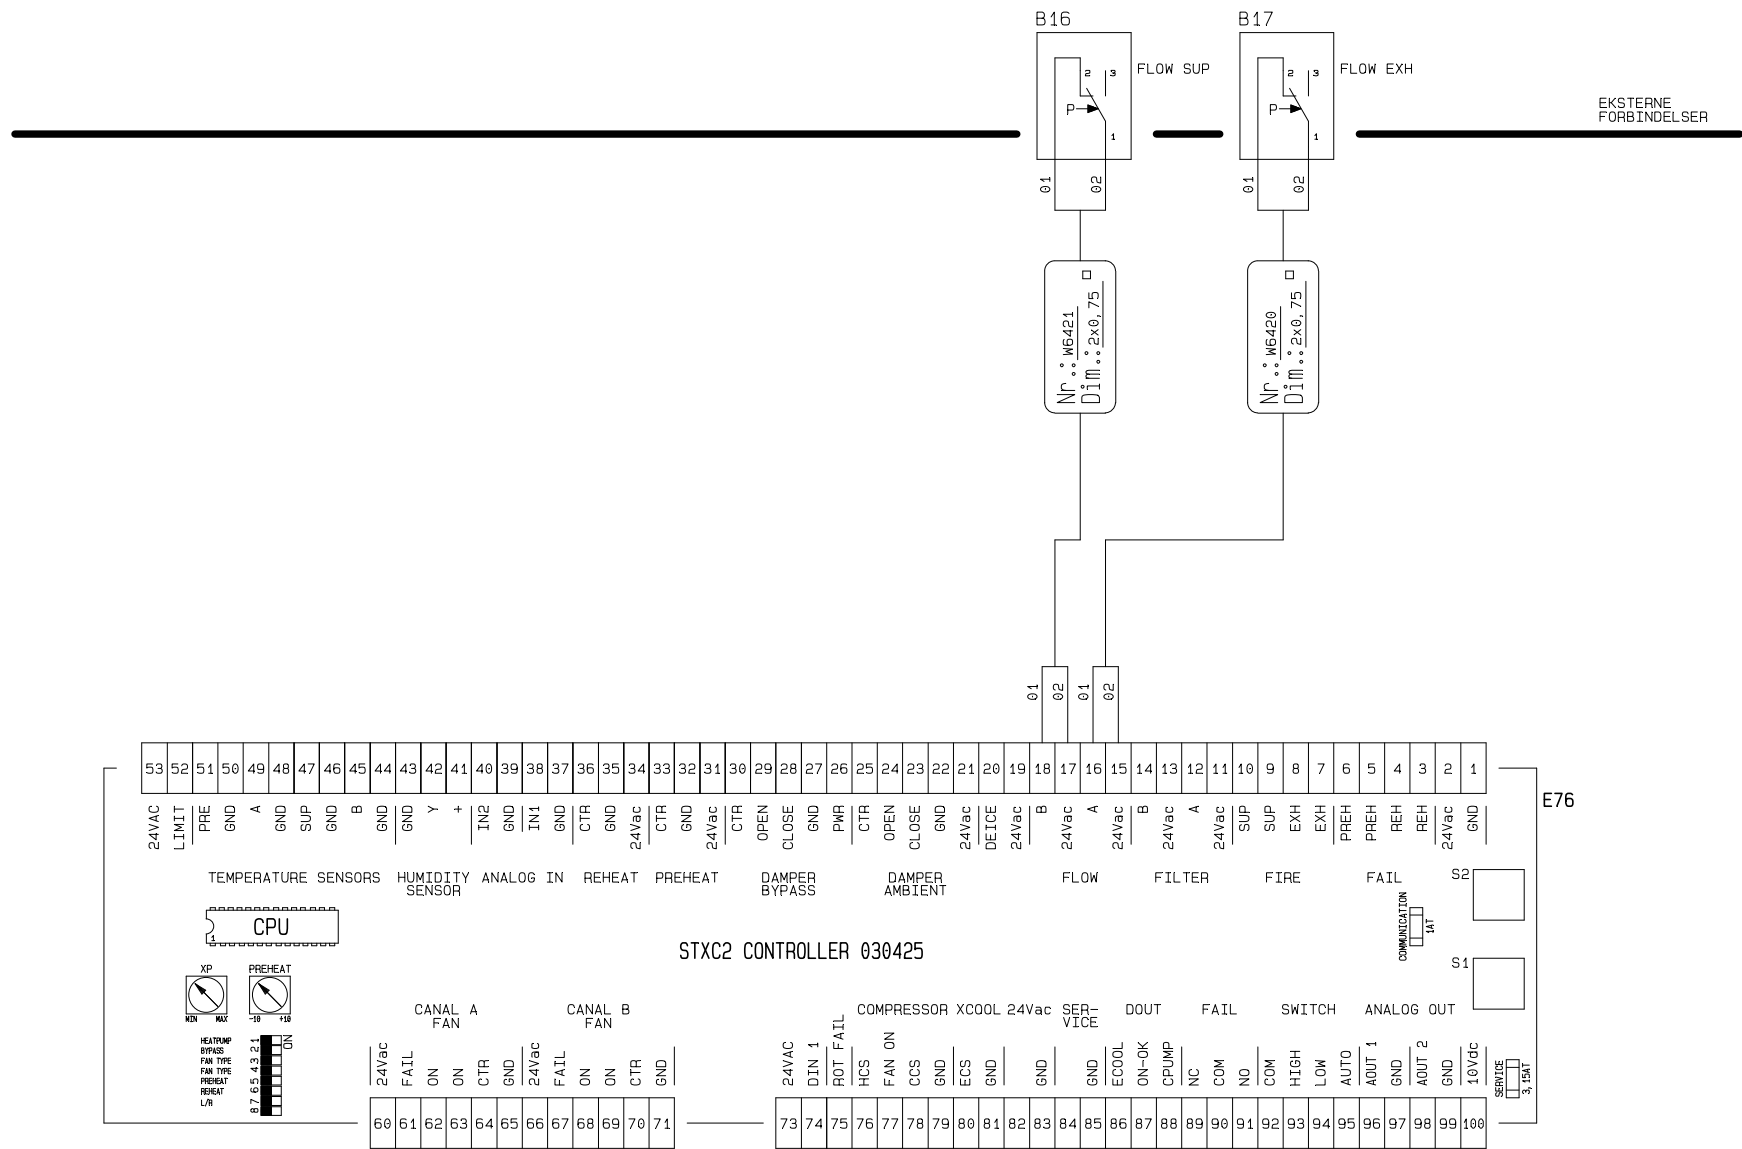 B16
B17
FLOW SUP
FLOW EXH
2 3
P
1
2 3
P
1
EKSTERNE
FORBINDELSER
01 02
01 02
Nr.: W6421
Dim.: 2x0,75
Nr.: W6420
Dim.: 2x0,75
01 02 01 02
53 52 51 50 49 48 47 46 45 44 43 42 41 40 39 38 37 36 35 34 33 32 31 30 29 28 27 26 25 24 23 22 21 20 19 18 17 16 15 14 13 12 11 10 9 8 7 6 5 4 3 2 1
24VAC LIMIT PRE GND A GND SUP GND B GND GND Y + IN2 GND IN1 GND CTR GND 24Vac CTR GND 24Vac CTR OPEN CLOSE GND PWR CTR OPEN CLOSE GND 24Vac DEICE 24Vac B 24Vac A 24Vac B 24Vac A 24Vac SUP SUP EXH EXH PREH PREH REH REH 24Vac GND
E76
TEMPERATURE SENSORS HUMIDITY ANALOG IN REHEAT PREHEAT DAMPER DAMPER FLOW FILTER FIRE FAIL
SENSOR BYPASS AMBIENT
S2
CPU
1
COMMUNICATION
1AT
STXC2 CONTROLLER 030425
S1
XP PREHEAT
MIN MAX -10 +10
CANAL A CANAL B COMPRESSOR XCOOL 24Vac SER- DOUT FAIL SWITCH ANALOG OUT
FAN FAN VICE
HEATPUMP
BYPASS
FAN TYPE
FAN TYPE
PREHEAT
REHEAT
L/R
8 7 6 5 4 3 2 1
ON
24Vac FAIL ON ON CTR GND 24Vac FAIL ON ON CTR GND 24VAC DIN 1 ROT FAIL HCS FAN ON CCS GND ECS GND GND GND ECOOL ON-OK CPUMP NC COM NO COM HIGH LOW AUTO AOUT 1 GND AOUT 2 GND 10Vdc
SERVICE
3,15AT
60 61 62 63 64 65 66 67 68 69 70 71 73 74 75 76 77 78 79 80 81 82 83 84 85 86 87 88 89 90 91 92 93 94 95 96 97 98 99 100